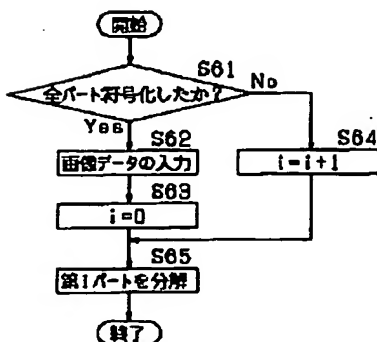 開始
S61
全パート符号化したか?
No
Yes
S62
画像データの入力
S64
i=i+1
S63
i=0
S65
第iパートを分解
終了